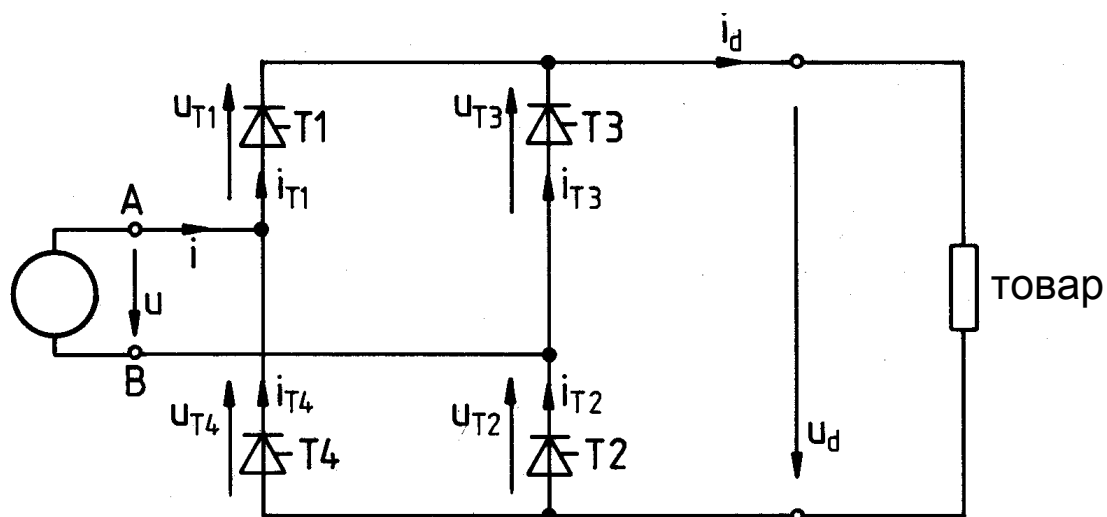 i_d
u_T1
T1
u_T3
T3
i_T1
i_T3
A
i
u
товар
B
u_T4
i_T4
u_T2
i_T2
T4
T2
u_d